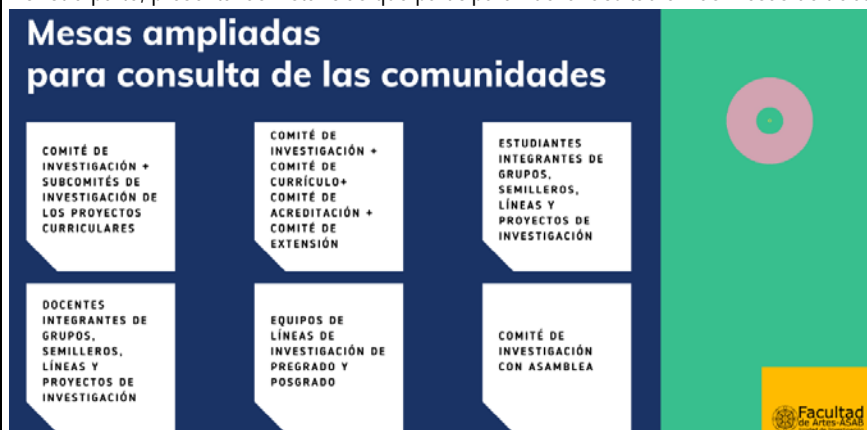 Mesas ampliadas
para consulta de las comunidades
COMITÉ DE
INVESTIGACIÓN +
SUBCOMITÉS DE
INVESTIGACIÓN DE
LOS PROYECTOS
CURRICULARES
COMITÉ DE
INVESTIGACIÓN +
COMITÉ DE
CURRÍCULO+
COMITÉ DE
ACREDITACIÓN +
COMITÉ DE
EXTENSIÓN
ESTUDIANTES
INTEGRANTES DE
GRUPOS,
SEMILLEROS,
LÍNEAS Y
PROYECTOS DE
INVESTIGACIÓN
DOCENTES
INTEGRANTES DE
GRUPOS,
SEMILLEROS,
LÍNEAS Y
PROYECTOS DE
INVESTIGACIÓN
EQUIPOS DE
LÍNEAS DE
INVESTIGACIÓN DE
PREGRADO Y
POSGRADO
COMITÉ DE
INVESTIGACIÓN
CON ASAMBLEA
Facultad
de Artes-ASAB